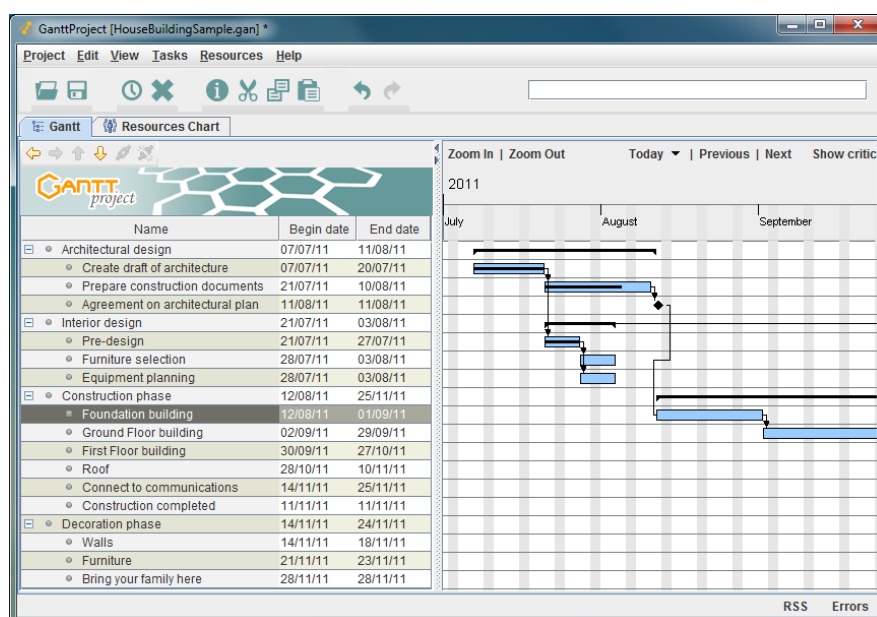 GanttProject [HouseBuildingSample.gan] *
Project Edit View Tasks Resources Help
Gantt Resources Chart
Zoom In | Zoom Out Today | Previous | Next Show critic
GANTT
project
2011
Name Begin date End date
July August September
Architectural design 07/07/11 11/08/11
Create draft of architecture 07/07/11 20/07/11
Prepare construction documents 21/07/11 10/08/11
Agreement on architectural plan 11/08/11 11/08/11
Interior design 21/07/11 03/08/11
Pre-design 21/07/11 27/07/11
Furniture selection 28/07/11 03/08/11
Equipment planning 28/07/11 03/08/11
Construction phase 12/08/11 25/11/11
Foundation building 12/08/11 01/09/11
Ground Floor building 02/09/11 29/09/11
First Floor building 30/09/11 27/10/11
Roof 28/10/11 10/11/11
Connect to communications 14/11/11 25/11/11
Construction completed 11/11/11 11/11/11
Decoration phase 14/11/11 24/11/11
Walls 14/11/11 18/11/11
Furniture 21/11/11 23/11/11
Bring your family here 28/11/11 28/11/11
RSS Errors